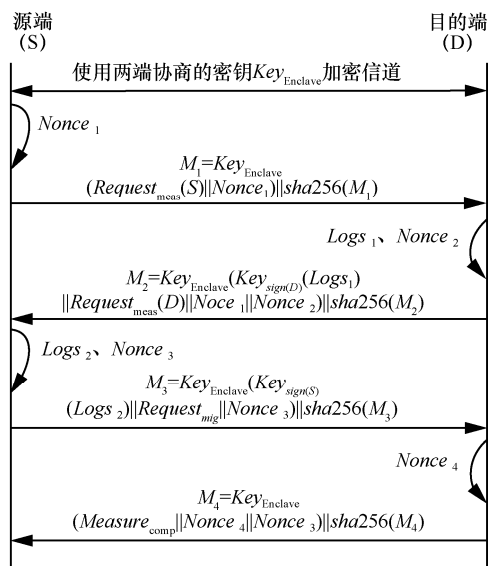 源端
(S)
目的端
(D)
使用两端协商的密钥KeyEnclave加密信道
Nonce 1
M1=KeyEnclave
(Requestmeas(S)||Nonce1)||sha256(M1)
Logs 1、Nonce 2
M2=KeyEnclave(Keysign(D)(Logs1)
||Requestmeas(D)||Noce 1||Nonce 2)||sha256(M2)
Logs 2、Nonce 3
M3=KeyEnclave(Keysign(S)
(Logs 2)||Requestmig||Nonce 3)||sha256(M3)
Nonce 4
M4=KeyEnclave
(Measurecomp||Nonce 4||Nonce 3)||sha256(M4)